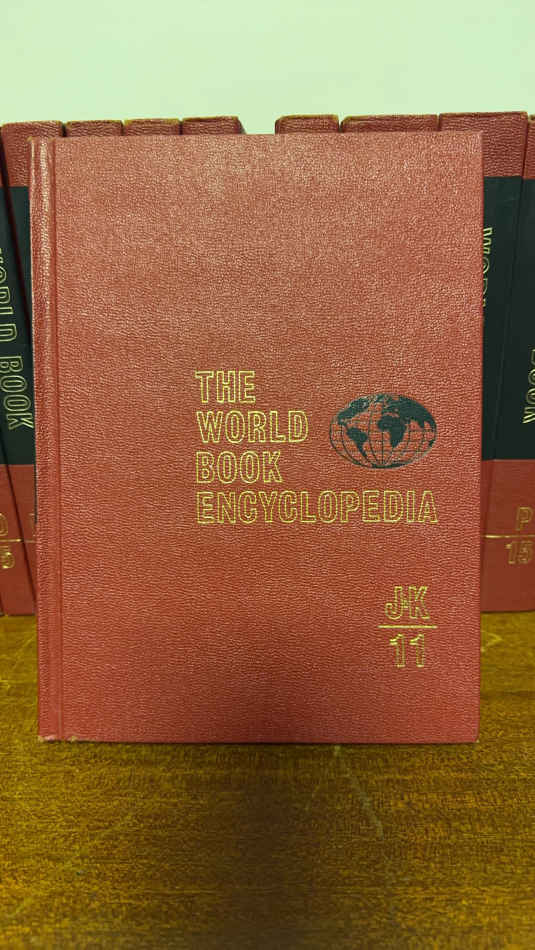 THE
WORLD
BOOK
ENCYCLOPEDIA
J-K
11
WORLD BOOK
P
15